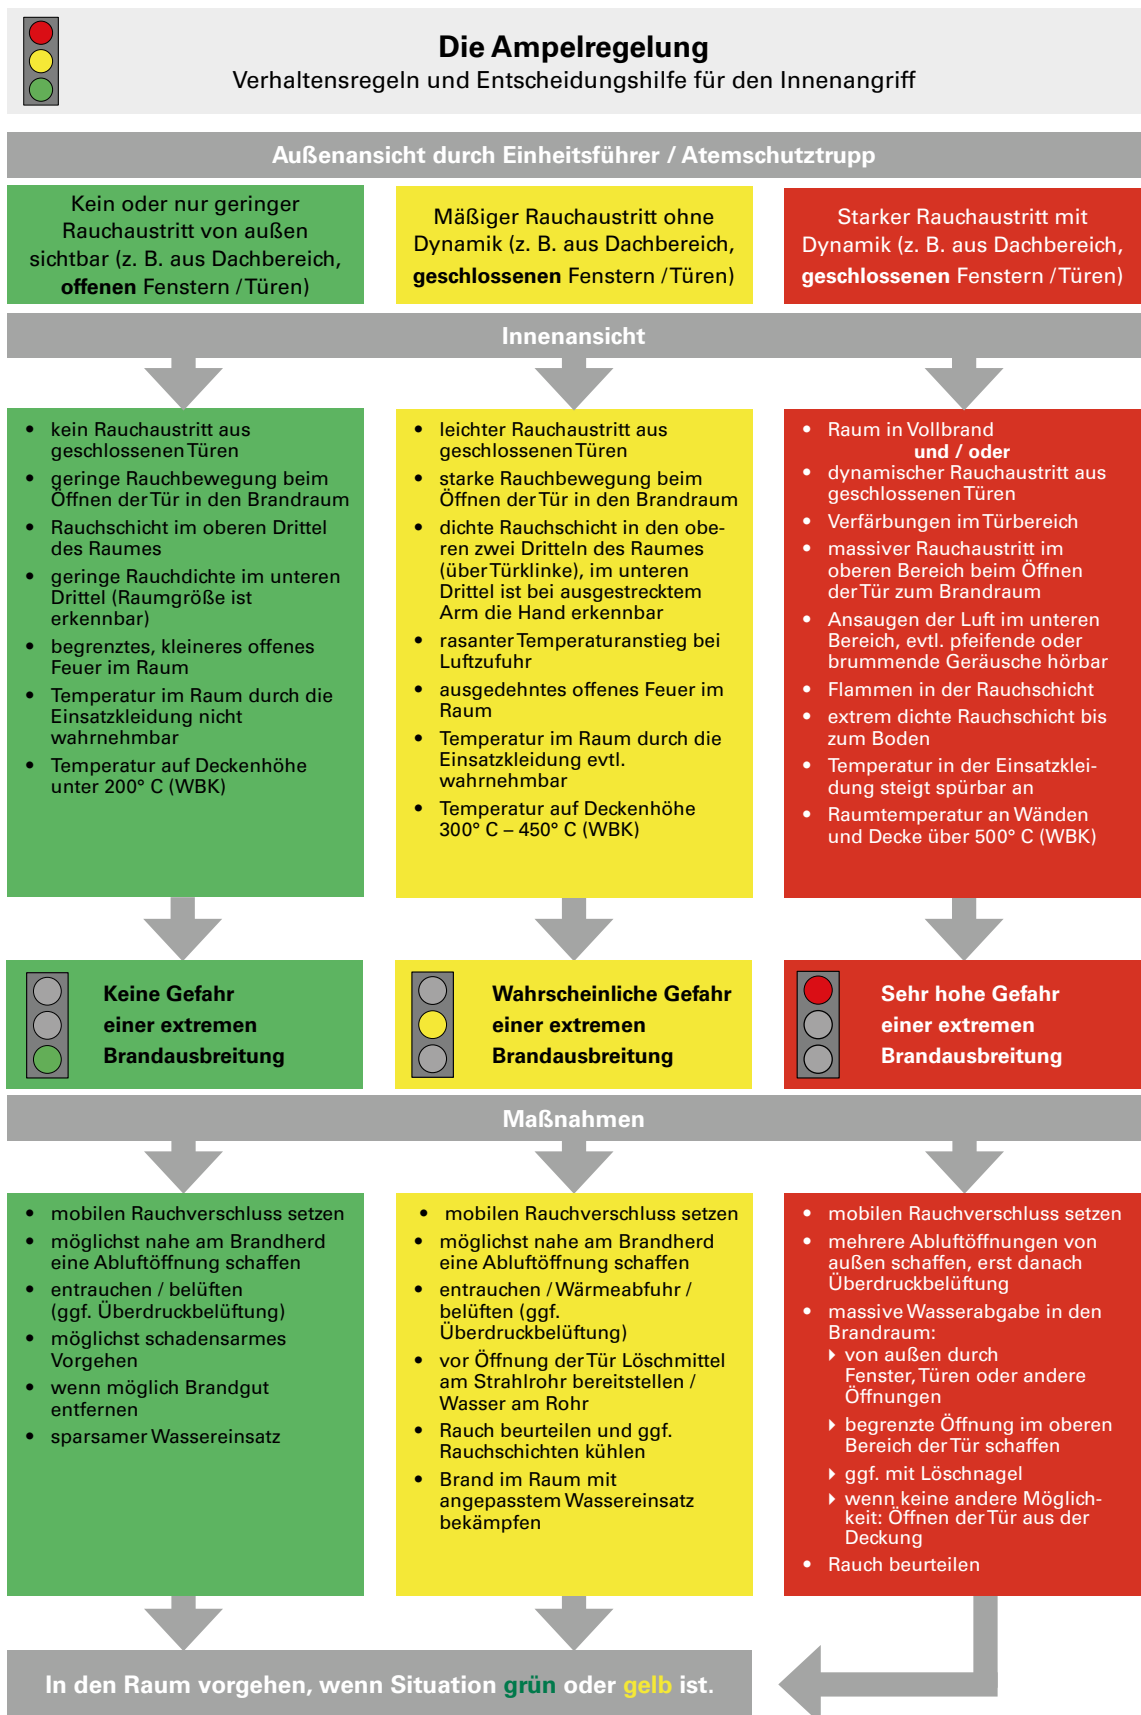 Die Ampelregelung
Verhaltensregeln und Entscheidungshilfe für den Innenangriff
Außenansicht durch Einheitsführer / Atemschutztrupp
Kein oder nur geringer
Rauchaustritt von außen
sichtbar (z. B. aus Dachbereich,
offenen Fenstern / Türen)
Mäßiger Rauchaustritt ohne
Dynamik (z. B. aus Dachbereich,
geschlossenen Fenstern / Türen)
Starker Rauchaustritt mit
Dynamik (z. B. aus Dachbereich,
geschlossenen Fenstern / Türen)
Innenansicht
• kein Rauchaustritt aus
geschlossenen Türen
• geringe Rauchbewegung beim
Öffnen der Tür in den Brandraum
• Rauchschicht im oberen Drittel
des Raumes
• geringe Rauchdichte im unteren
Drittel (Raumgröße ist
erkennbar)
• begrenztes, kleineres offenes
Feuer im Raum
• Temperatur im Raum durch die
Einsatzkleidung nicht
wahrnehmbar
• Temperatur auf Deckenhöhe
unter 200° C (WBK)
• leichter Rauchaustritt aus
geschlossenen Türen
• starke Rauchbewegung beim
Öffnen der Tür in den Brandraum
• dichte Rauchschicht in den obe-
ren zwei Dritteln des Raumes
(über Türklinke), im unteren
Drittel ist bei ausgestrecktem
Arm die Hand erkennbar
• rasanter Temperaturanstieg bei
Luftzufuhr
• ausgedehntes offenes Feuer im
Raum
• Temperatur im Raum durch die
Einsatzkleidung evtl.
wahrnehmbar
• Temperatur auf Deckenhöhe
300° C – 450° C (WBK)
• Raum in Vollbrand
und / oder
• dynamischer Rauchaustritt aus
geschlossenen Türen
• Verfärbungen im Türbereich
• massiver Rauchaustritt im
oberen Bereich beim Öffnen
der Tür zum Brandraum
• Ansaugen der Luft im unteren
Bereich, evtl. pfeifende oder
brummende Geräusche hörbar
• Flammen in der Rauchschicht
• extrem dichte Rauchschicht bis
zum Boden
• Temperatur in der Einsatzklei-
dung steigt spürbar an
• Raumtemperatur an Wänden
und Decke über 500° C (WBK)
Keine Gefahr
einer extremen
Brandausbreitung
Wahrscheinliche Gefahr
einer extremen
Brandausbreitung
Sehr hohe Gefahr
einer extremen
Brandausbreitung
Maßnahmen
• mobilen Rauchverschluss setzen
• möglichst nahe am Brandherd
eine Abluftöffnung schaffen
• entrauchen / belüften
(ggf. Überdruckbelüftung)
• möglichst schadensarmes
Vorgehen
• wenn möglich Brandgut
entfernen
• sparsamer Wassereinsatz
• mobilen Rauchverschluss setzen
• möglichst nahe am Brandherd
eine Abluftöffnung schaffen
• entrauchen / Wärmeabfuhr /
belüften (ggf.
Überdruckbelüftung)
• vor Öffnung der Tür Löschmittel
am Strahlrohr bereitstellen /
Wasser am Rohr
• Rauch beurteilen und ggf.
Rauchschichten kühlen
• Brand im Raum mit
angepasstem Wassereinsatz
bekämpfen
• mobilen Rauchverschluss setzen
• mehrere Abluftöffnungen von
außen schaffen, erst danach
Überdruckbelüftung
• massive Wasserabgabe in den
Brandraum:
von außen durch
Fenster, Türen oder andere
Öffnungen
begrenzte Öffnung im oberen
Bereich der Tür schaffen
ggf. mit Löschnagel
wenn keine andere Möglich-
keit: Öffnen der Tür aus der
Deckung
• Rauch beurteilen
In den Raum vorgehen, wenn Situation grün oder gelb ist.